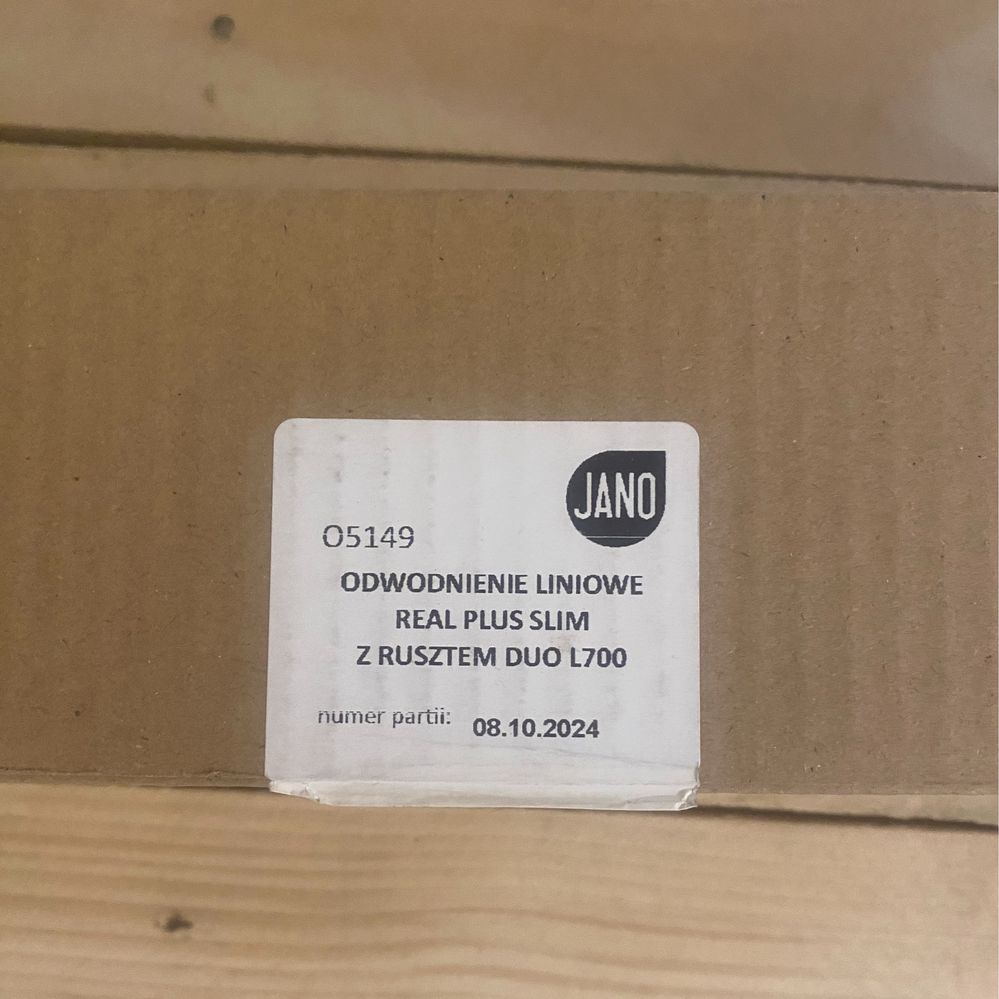 JANO
O5149
ODWODNIENIE LINIOWE
REAL PLUS SLIM
Z RUSZTEM DUO L700
numer partii: 08.10.2024